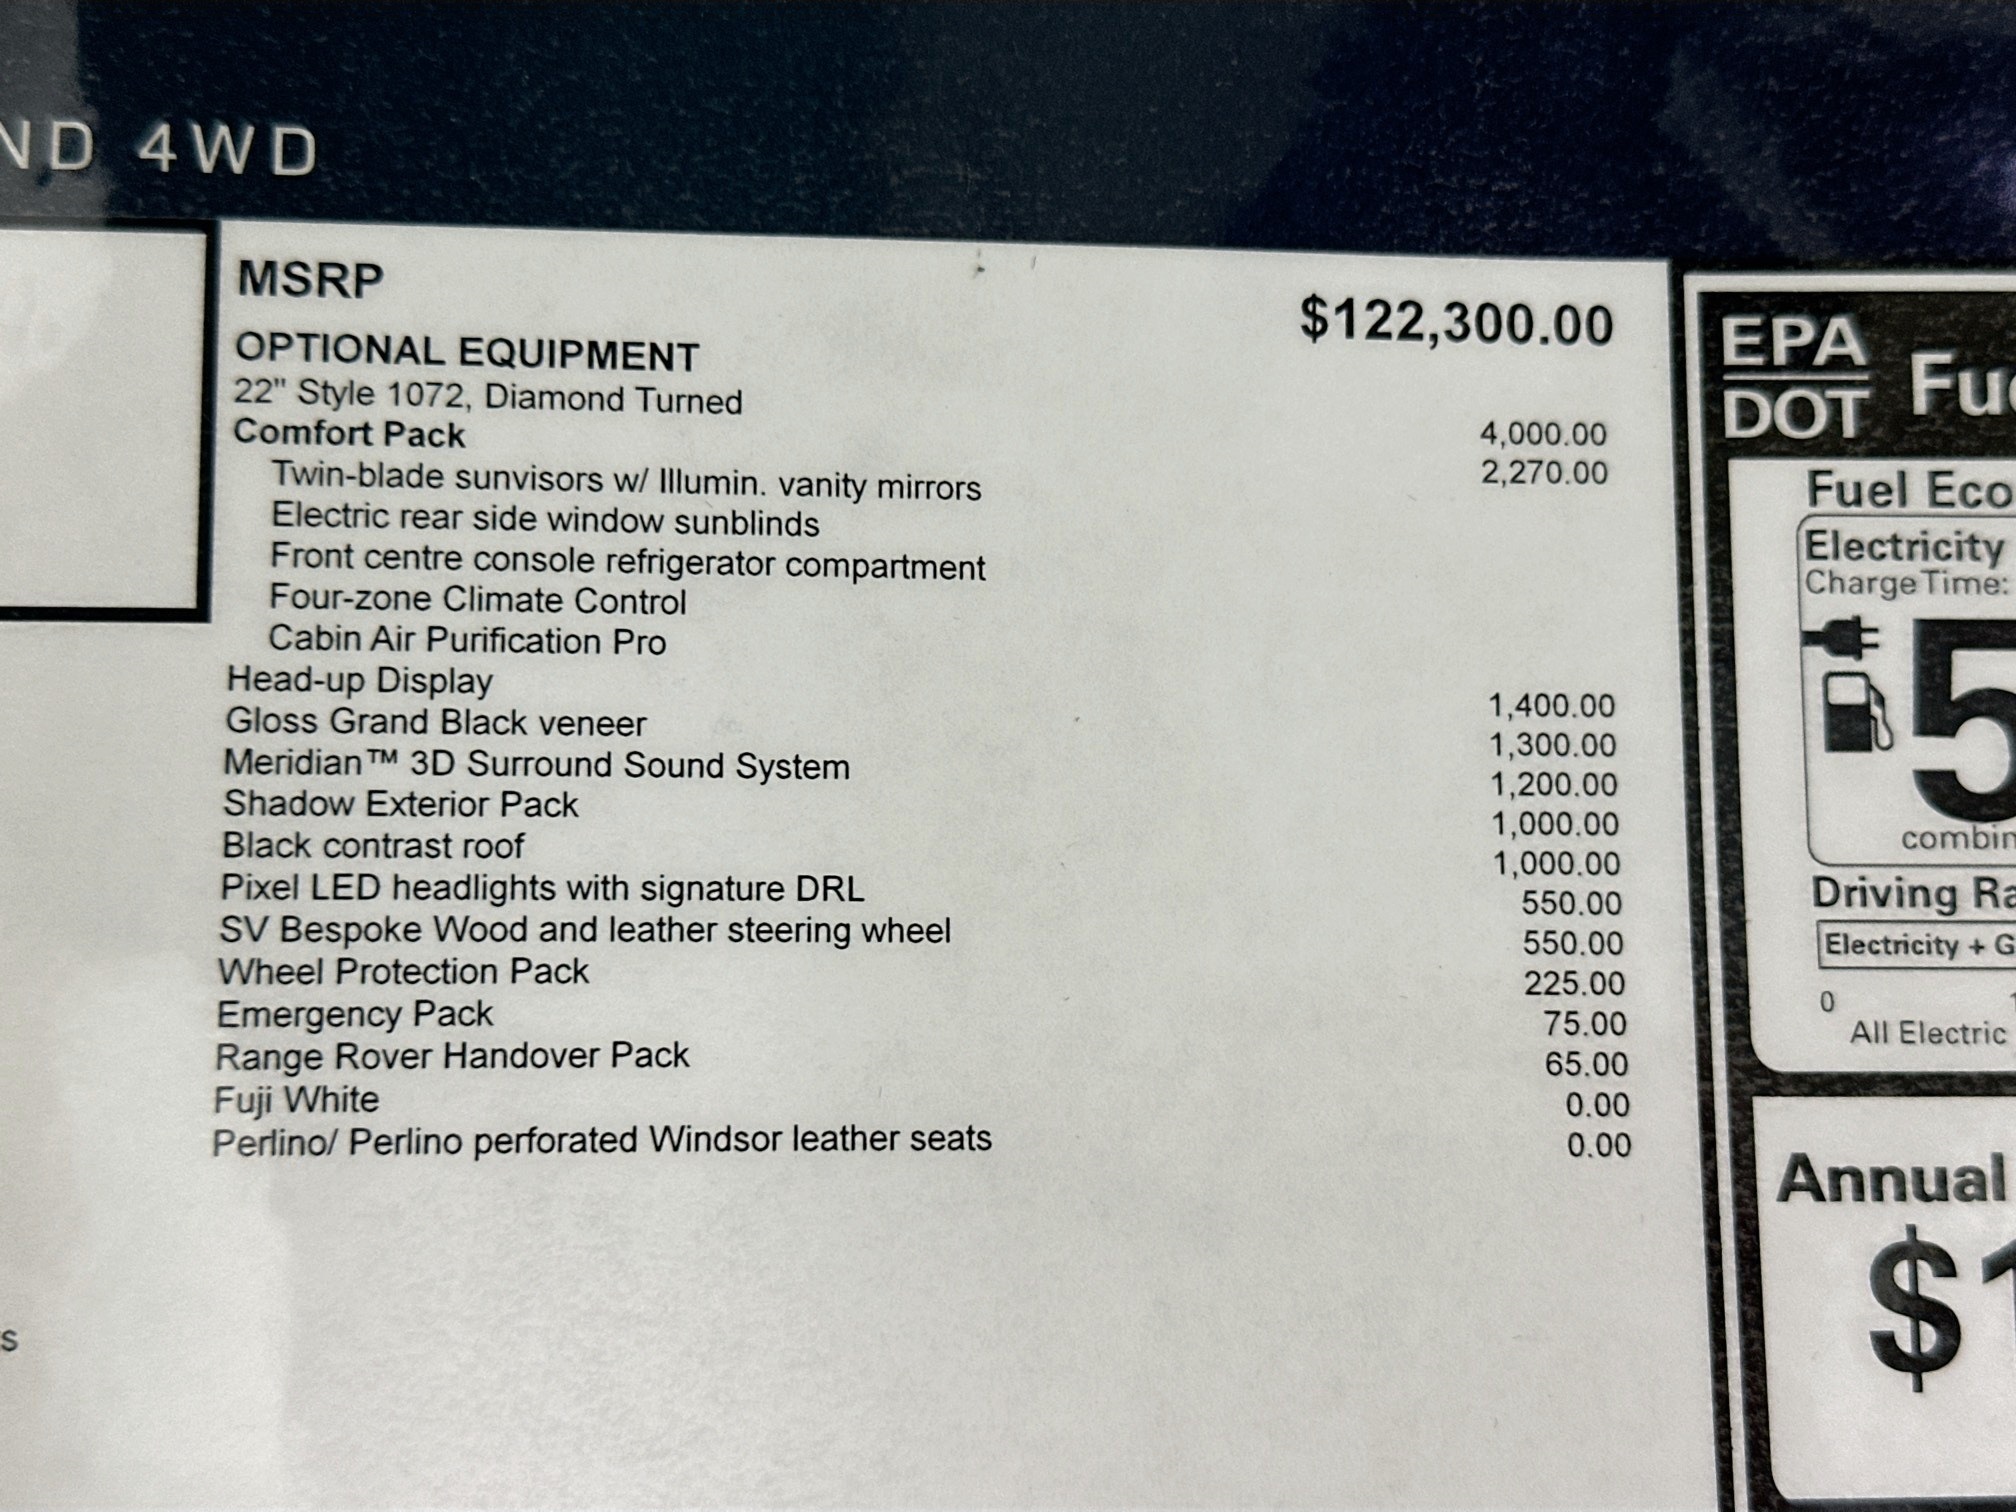 ND 4WD
MSRP $122,300.00
OPTIONAL EQUIPMENT
22" Style 1072, Diamond Turned 4,000.00
Comfort Pack 2,270.00
Twin-blade sunvisors w/ Illumin. vanity mirrors
Electric rear side window sunblinds
Front centre console refrigerator compartment
Four-zone Climate Control
Cabin Air Purification Pro
Head-up Display 1,400.00
Gloss Grand Black veneer 1,300.00
Meridian™ 3D Surround Sound System 1,200.00
Shadow Exterior Pack 1,000.00
Black contrast roof 1,000.00
Pixel LED headlights with signature DRL 550.00
SV Bespoke Wood and leather steering wheel 550.00
Wheel Protection Pack 225.00
Emergency Pack 75.00
Range Rover Handover Pack 65.00
Fuji White 0.00
Perlino/ Perlino perforated Windsor leather seats 0.00
s
EPA
DOT
Fue
Fuel Eco
Electricity
Charge Time:
5
combin
Driving Ra
Electricity + G
0 1
All Electric
Annual
$1